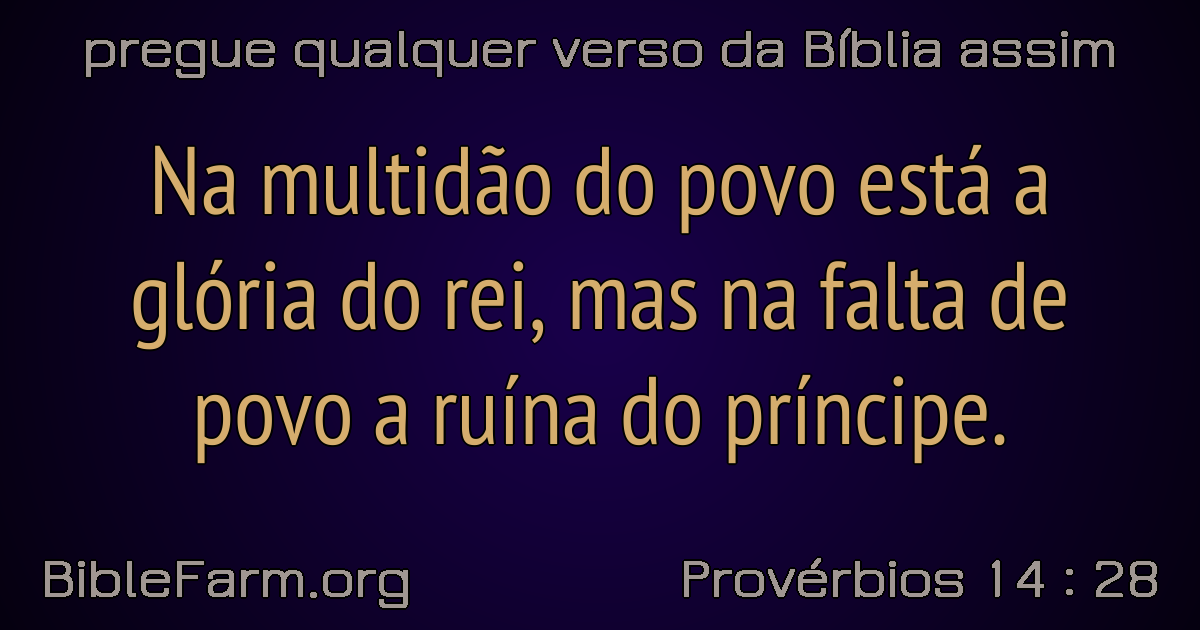 pregue qualquer verso da Bíblia assim
Na multidão do povo está a
glória do rei, mas na falta de
povo a ruína do príncipe.
BibleFarm.org
Provérbios 14 : 28